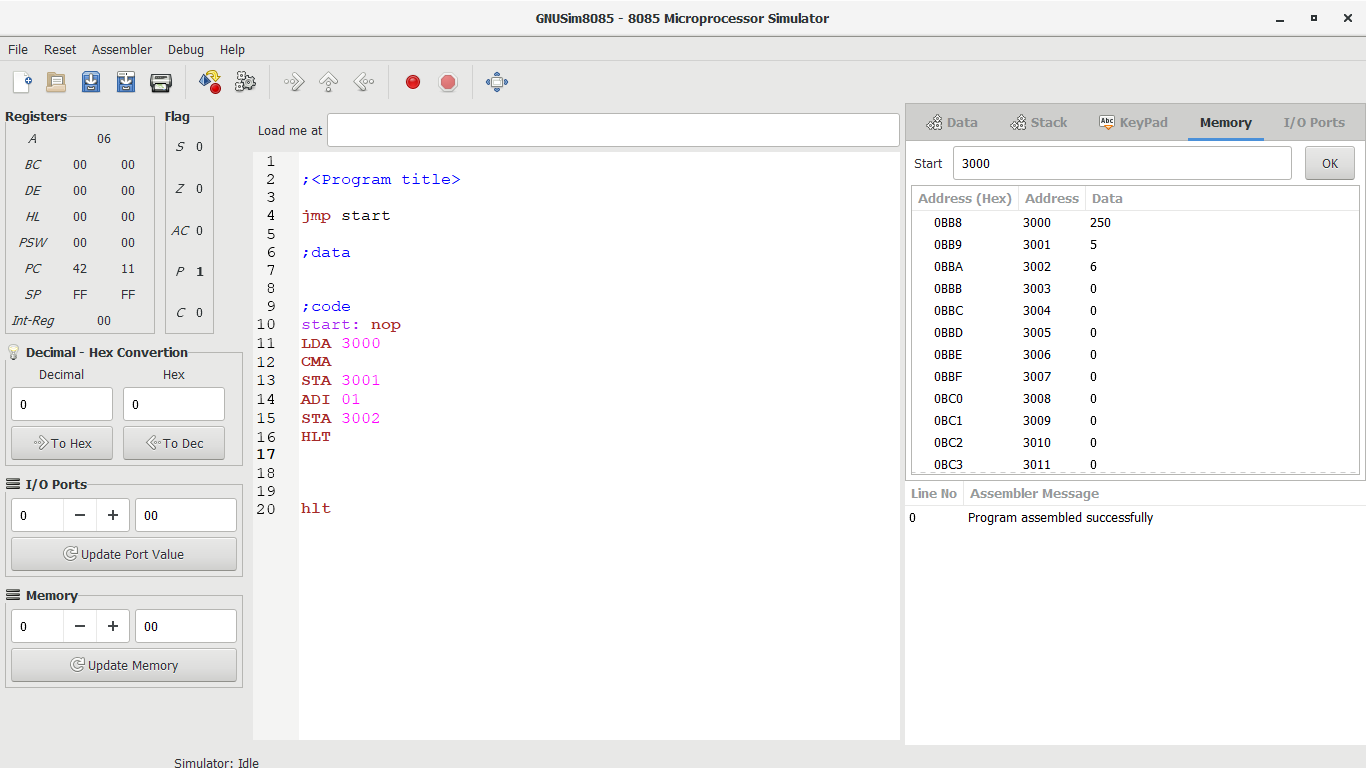 GNUSim8085 - 8085 Microprocessor Simulator
File Reset Assembler Debug Help
Registers
A 06
BC 00 00
DE 00 00
HL 00 00
PSW 00 00
PC 42 11
SP FF FF
Int-Reg 00
Flag
S 0
Z 0
AC 0
P 1
C 0
Decimal - Hex Convertion
Decimal Hex
0 0
To Hex To Dec
I/O Ports
0 00
Update Port Value
Memory
0 00
Update Memory
Load me at
1
2 ;<Program title>
3
4 jmp start
5
6 ;data
7
8
9 ;code
10 start: nop
11 LDA 3000
12 CMA
13 STA 3001
14 ADI 01
15 STA 3002
16 HLT
17
18
19
20 hlt
Data Stack Abc KeyPad Memory I/O Ports
Start 3000 OK
Address (Hex) Address Data
0BB8 3000 250
0BB9 3001 5
0BBA 3002 6
0BBB 3003 0
0BBC 3004 0
0BBD 3005 0
0BBE 3006 0
0BBF 3007 0
0BC0 3008 0
0BC1 3009 0
0BC2 3010 0
0BC3 3011 0
Line No Assembler Message
0 Program assembled successfully
Simulator: Idle